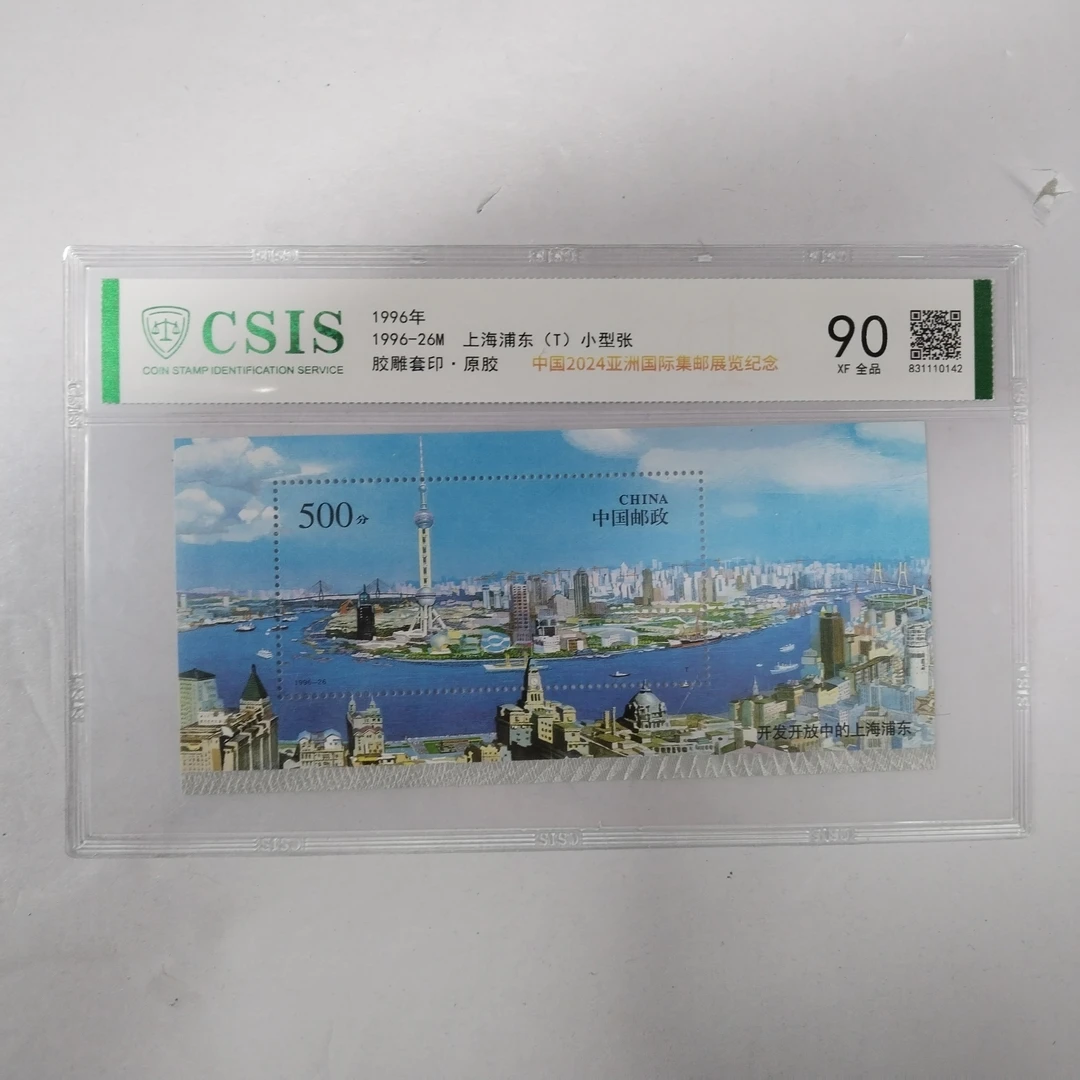 CSIS
COIN STAMP IDENTIFICATION SERVICE
1996年
1996-26M 上海浦东（T）小型张
胶雕套印·原胶 中国2024亚洲国际集邮展览纪念
90
XF 全品
831110142
500分
CHINA
中国邮政
1996-26
开发开放中的上海浦东